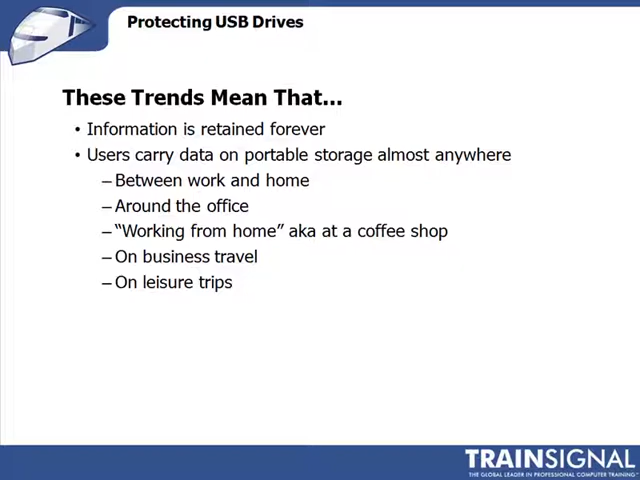 Protecting USB Drives
These Trends Mean That...
• Information is retained forever
• Users carry data on portable storage almost anywhere
– Between work and home
– Around the office
– “Working from home” aka at a coffee shop
– On business travel
– On leisure trips
TRAINSIGNAL
THE GLOBAL LEADER IN PROFESSIONAL COMPUTER TRAINING